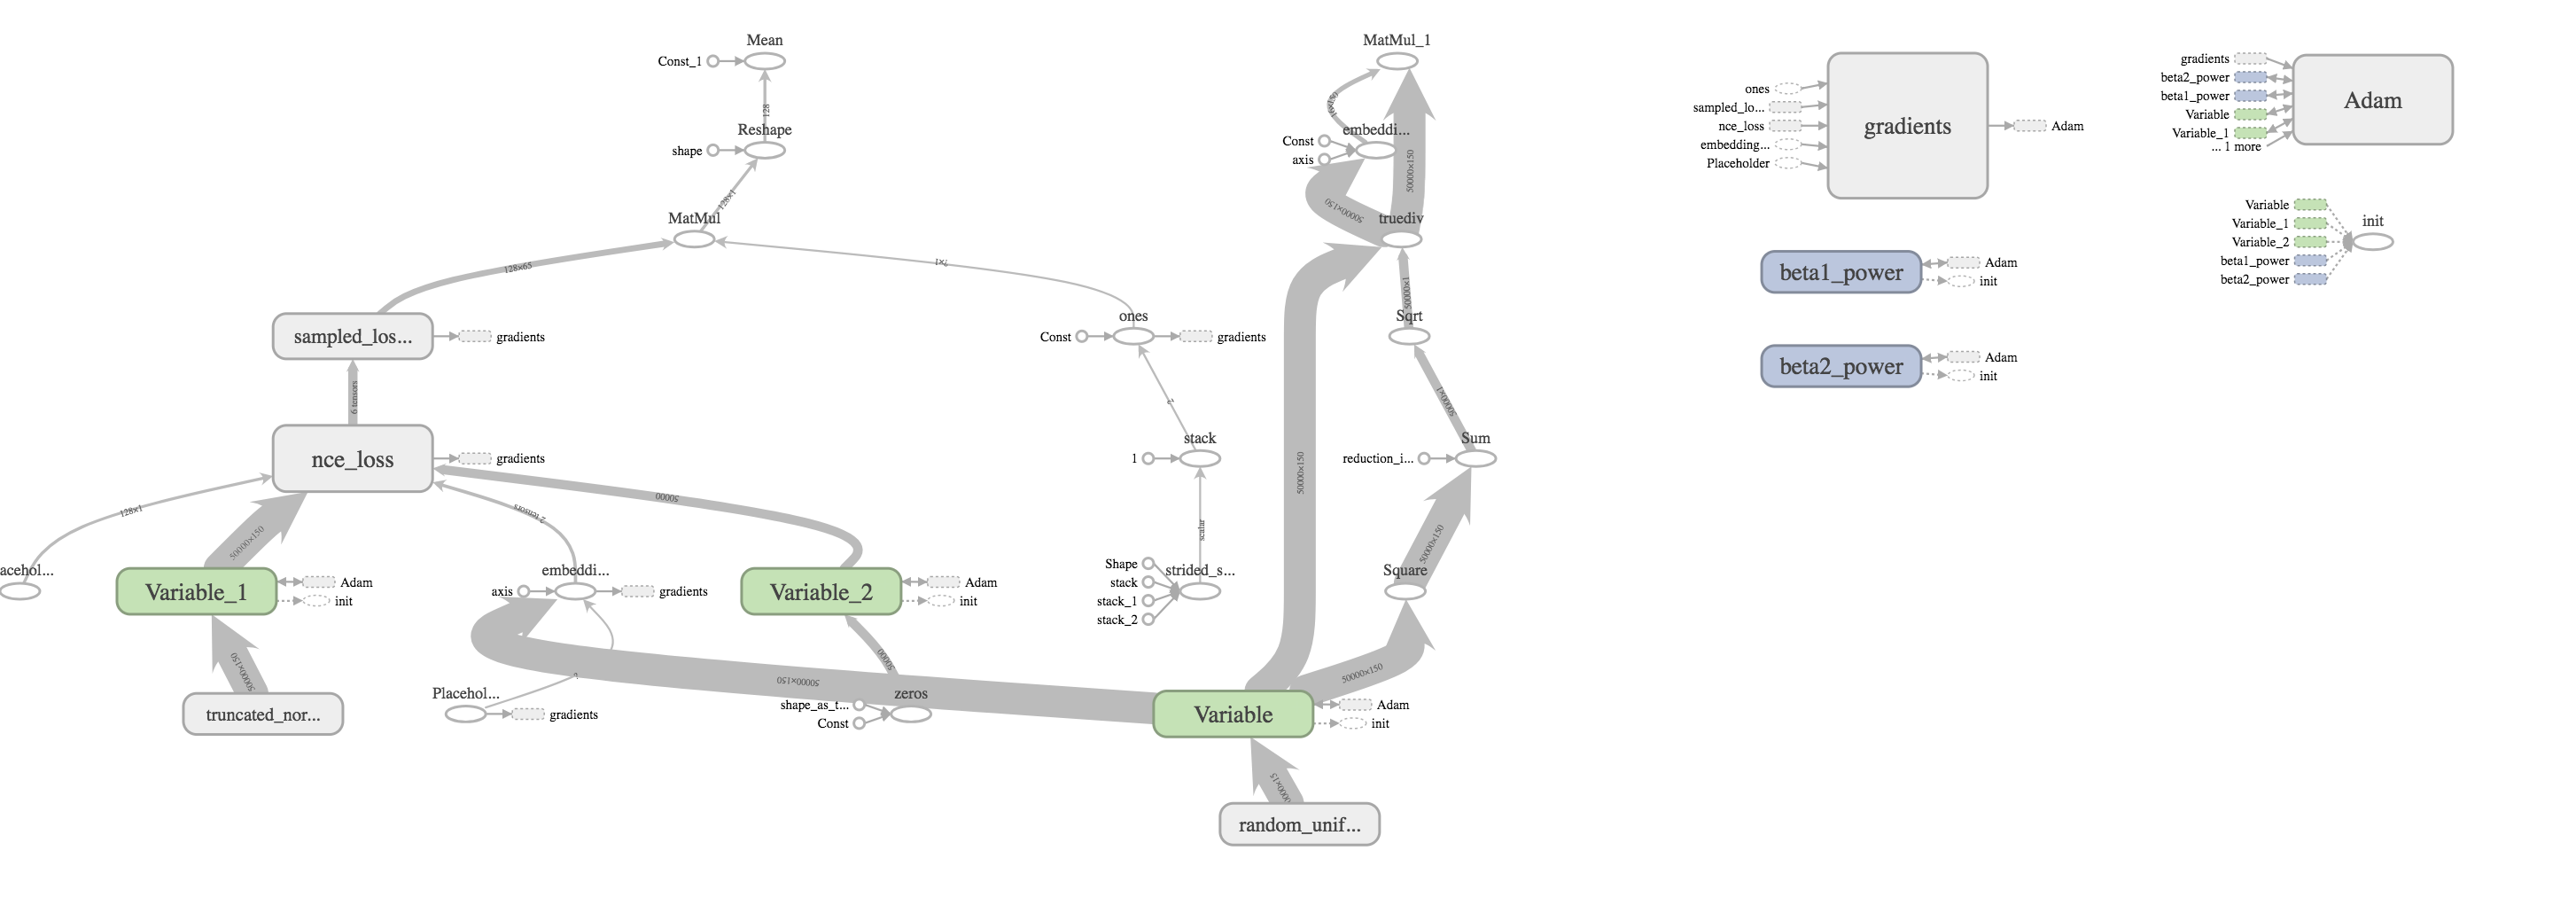 Mean
Const_1
128
Reshape
shape
128×1
MatMul
128×65
?×1
sampled_los...
gradients
6 tensors
nce_loss
gradients
128×1
50000×150
2 tensors
50000
acehol...
Variable_1
Adam
init
50000×150
truncated_nor...
embeddi...
axis
gradients
Placehol...
gradients
?
50000×150
Variable_2
Adam
init
50000
zeros
shape_as_t...
Const
ones
Const
gradients
stack
1
scalar
strided_s...
Shape
stack
stack_1
stack_2
MatMul_1
embeddi...
Const
axis
50000×150
50000×150
truediv
50000×1
Sqrt
50000×1
Sum
reduction_i...
50000×150
50000×150
Square
50000×150
Variable
Adam
init
random_unif...
ones
sampled_lo...
nce_loss
embedding...
Placeholder
gradients
Adam
beta1_power
Adam
init
beta2_power
Adam
init
gradients
beta2_power
beta1_power
Variable
Variable_1
... 1 more
Adam
Variable
Variable_1
Variable_2
beta1_power
beta2_power
init